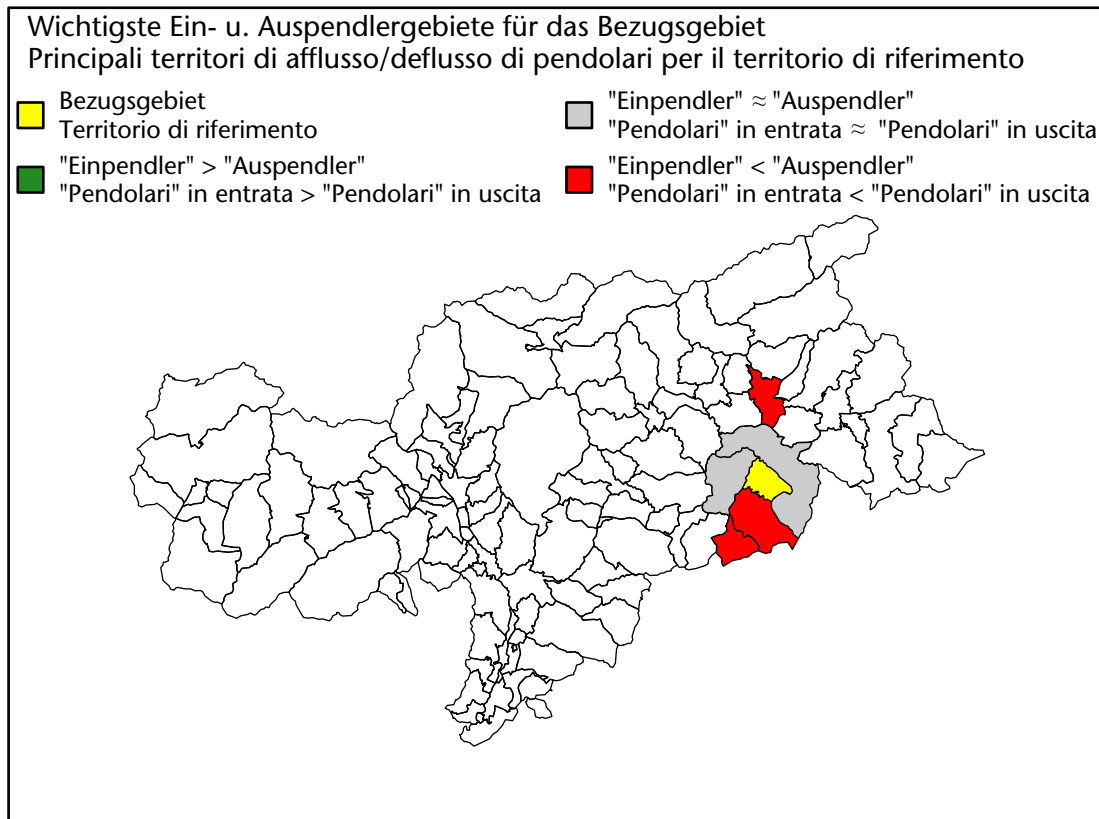 Wichtigste Ein- u. Auspendlergebiete für das Bezugsgebiet
Principali territori di afflusso/deflusso di pendolari per il territorio di riferimento
Bezugsgebiet
Territorio di riferimento
"Einpendler" > "Auspendler"
"Pendolari" in entrata > "Pendolari" in uscita
"Einpendler" ≈ "Auspendler"
"Pendolari" in entrata ≈ "Pendolari" in uscita
"Einpendler" < "Auspendler"
"Pendolari" in entrata < "Pendolari" in uscita